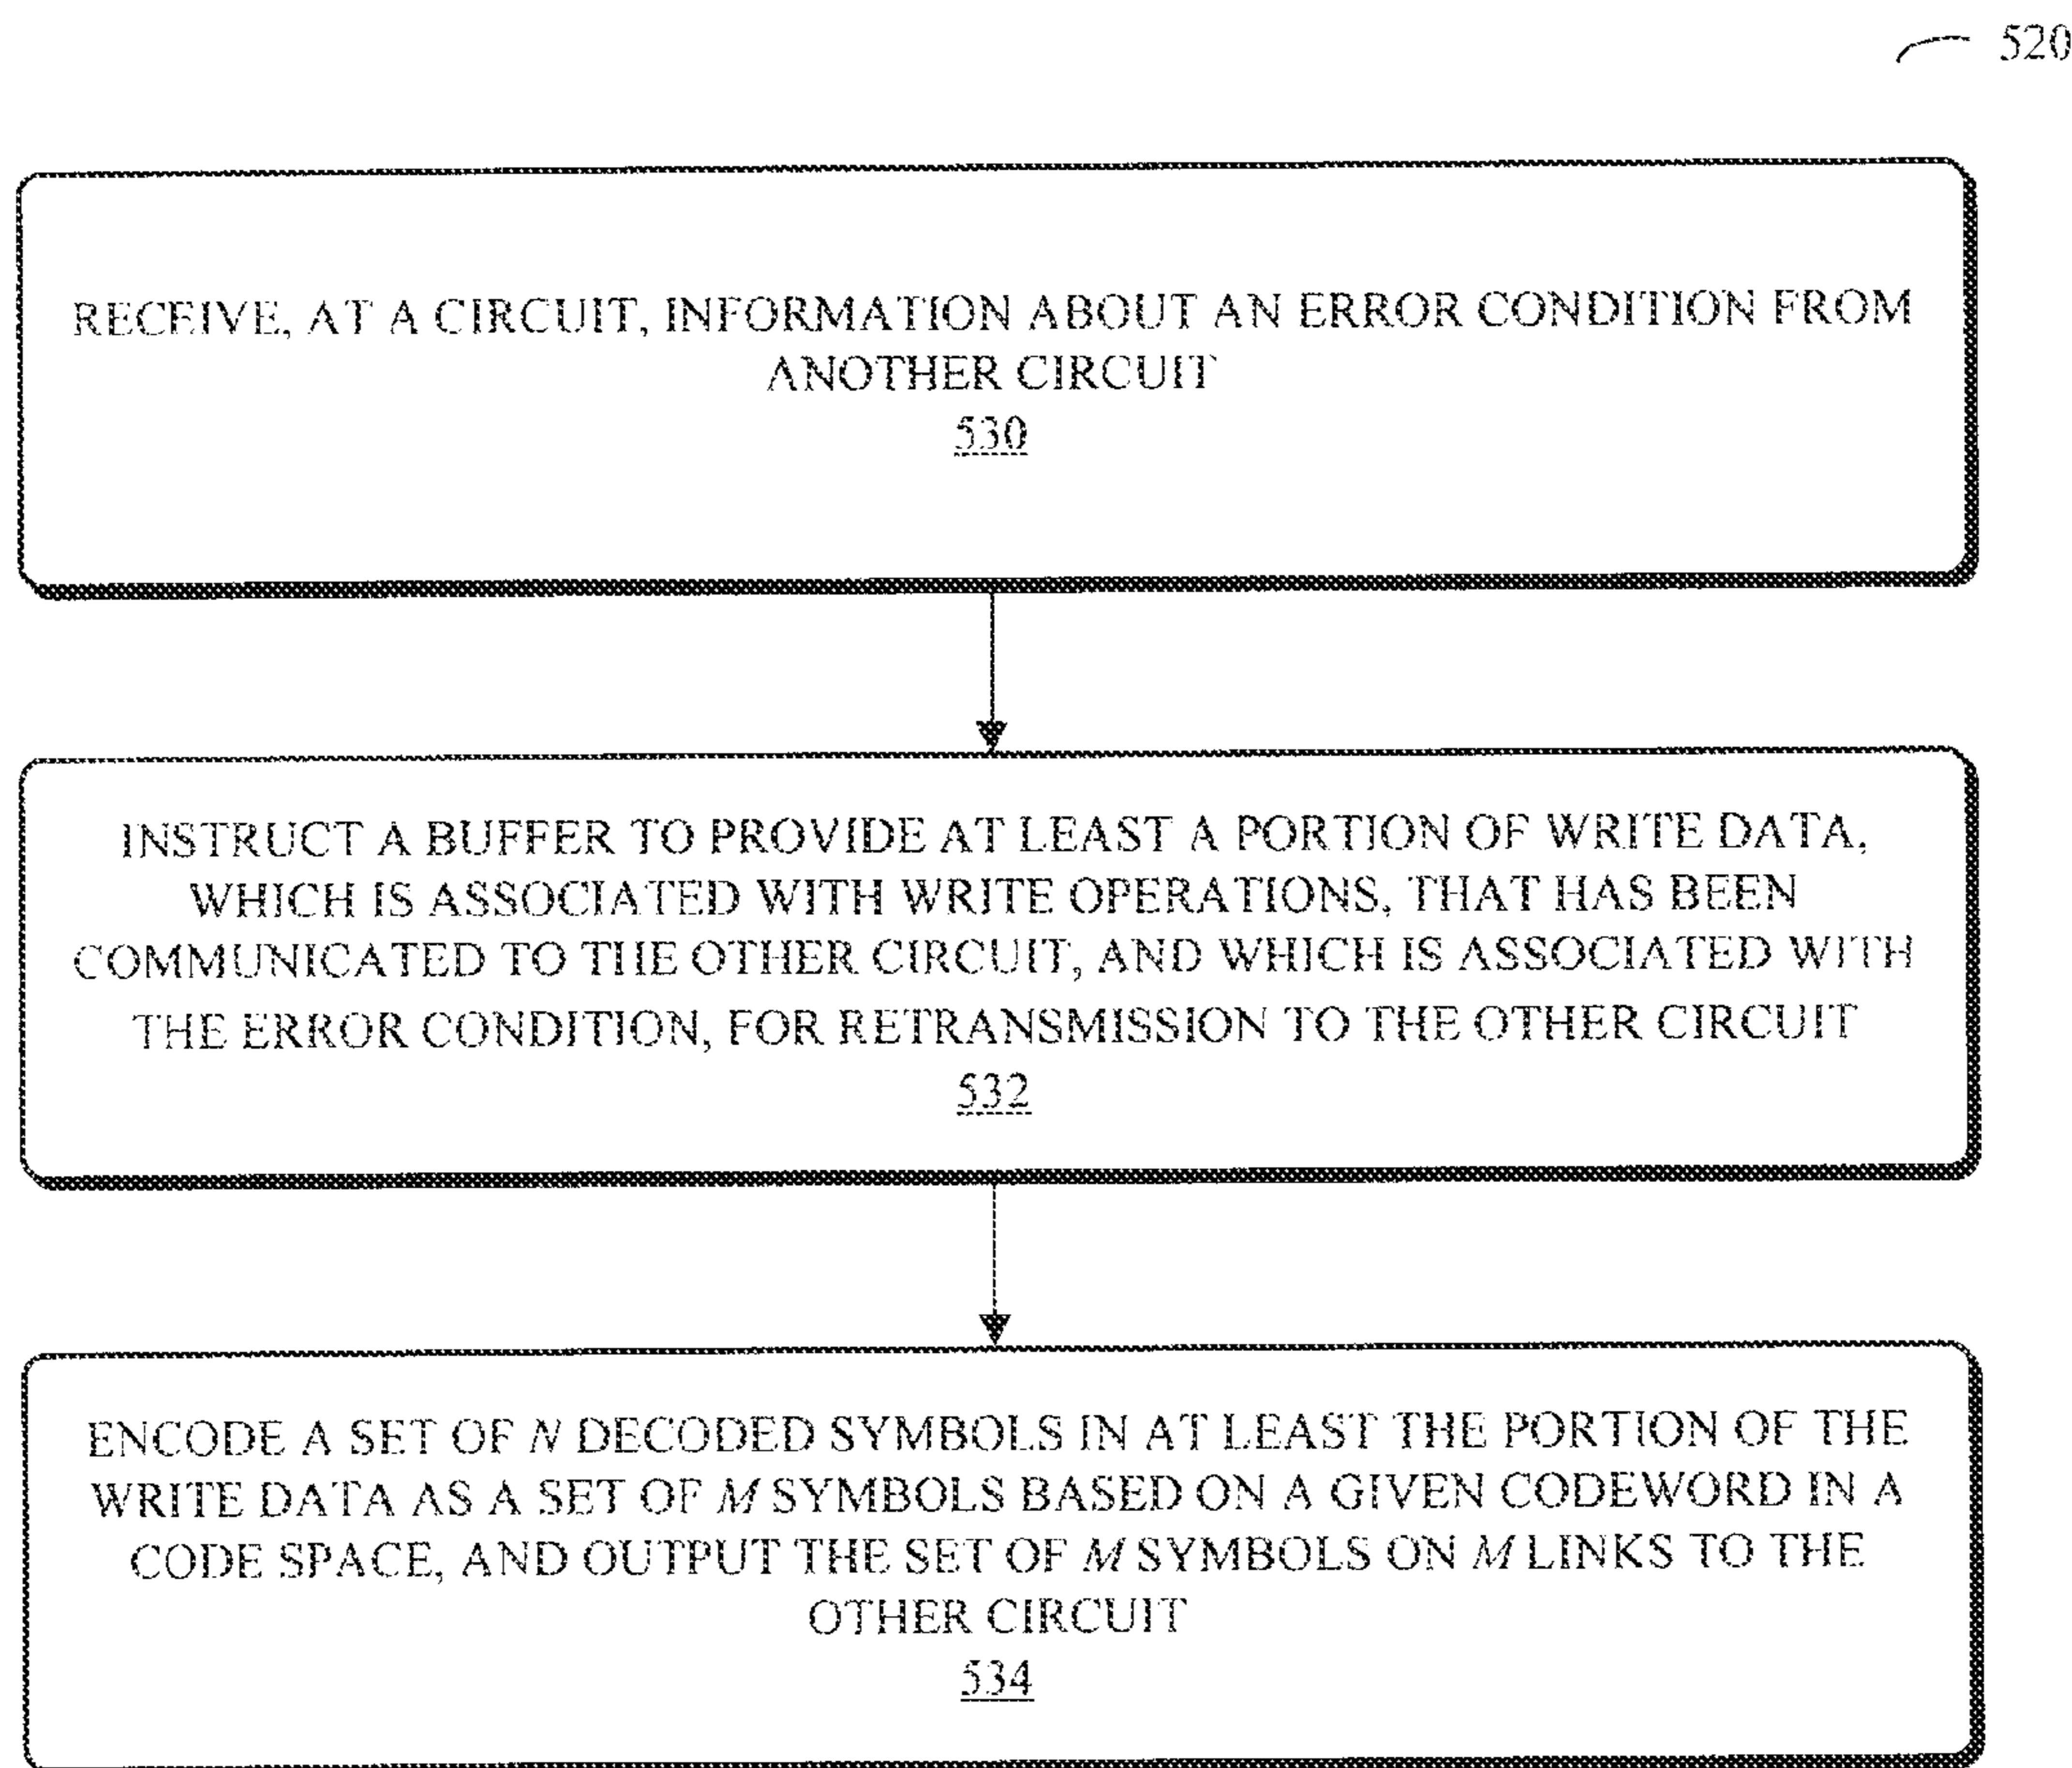 520
RECEIVE, AT A CIRCUIT, INFORMATION ABOUT AN ERROR CONDITION FROM
ANOTHER CIRCUIT
530
INSTRUCT A BUFFER TO PROVIDE AT LEAST A PORTION OF WRITE DATA,
WHICH IS ASSOCIATED WITH WRITE OPERATIONS, THAT HAS BEEN
COMMUNICATED TO THE OTHER CIRCUIT, AND WHICH IS ASSOCIATED WITH
THE ERROR CONDITION, FOR RETRANSMISSION TO THE OTHER CIRCUIT
532
ENCODE A SET OF N DECODED SYMBOLS IN AT LEAST THE PORTION OF THE
WRITE DATA AS A SET OF M SYMBOLS BASED ON A GIVEN CODEWORD IN A
CODE SPACE, AND OUTPUT THE SET OF M SYMBOLS ON M LINKS TO THE
OTHER CIRCUIT
534